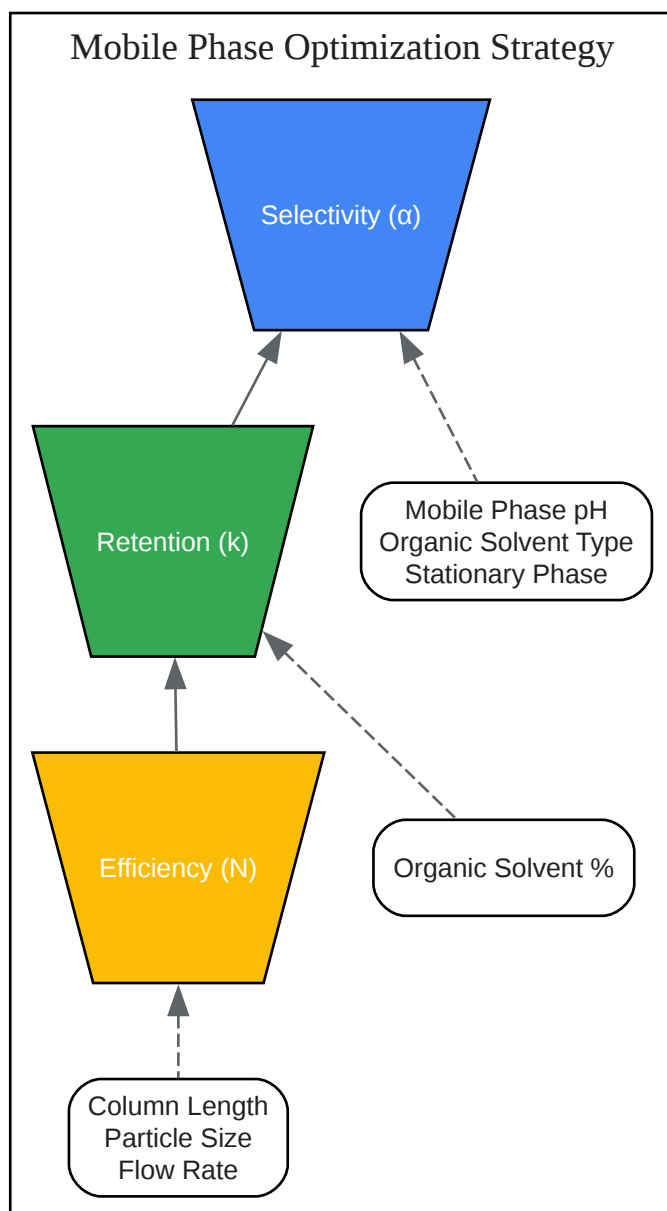 Mobile Phase Optimization Strategy
Selectivity (α)
Retention (k)
Mobile Phase pH
Organic Solvent Type
Stationary Phase
Efficiency (N)
Organic Solvent %
Column Length
Particle Size
Flow Rate